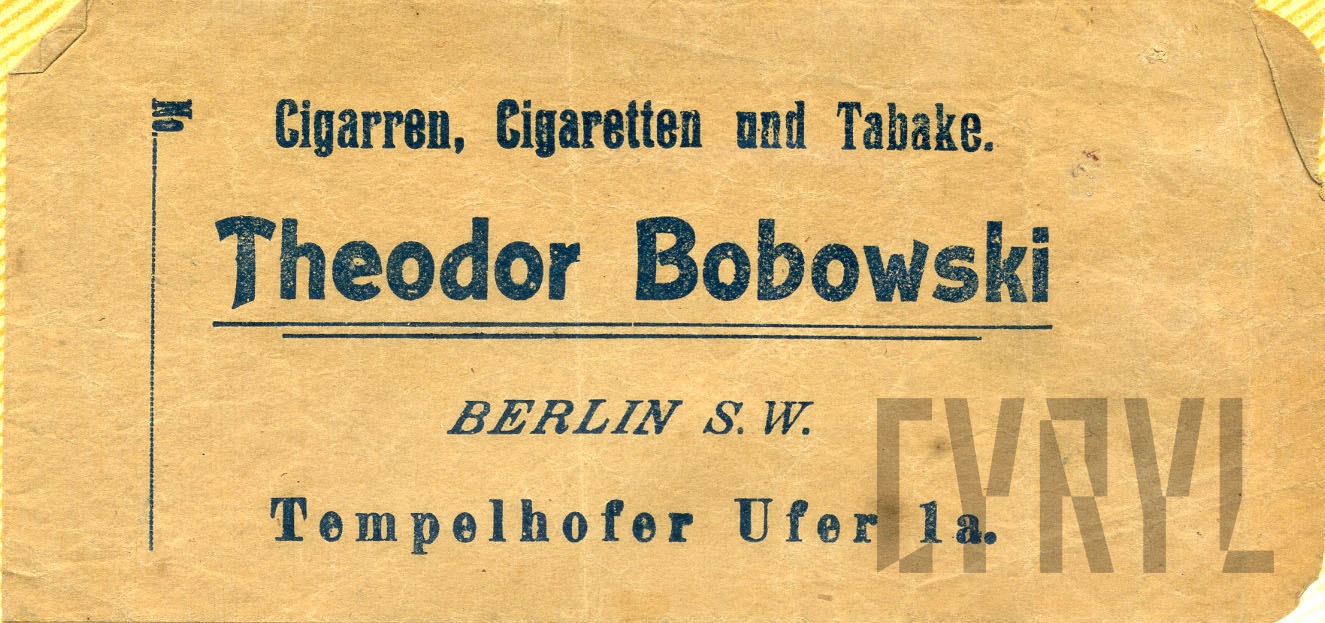 No.
Cigarren, Cigaretten und Tabake.
Theodor Bobowski
BERLIN S. W.
Tempelhofer Ufer 1a.
CYRYL